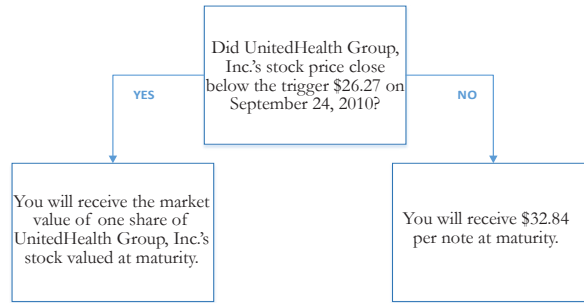 Did UnitedHealth Group,
Inc.'s stock price close
below the trigger $26.27 on
September 24, 2010?
YES
NO
You will receive the market
value of one share of
UnitedHealth Group, Inc.'s
stock valued at maturity.
You will receive $32.84
per note at maturity.